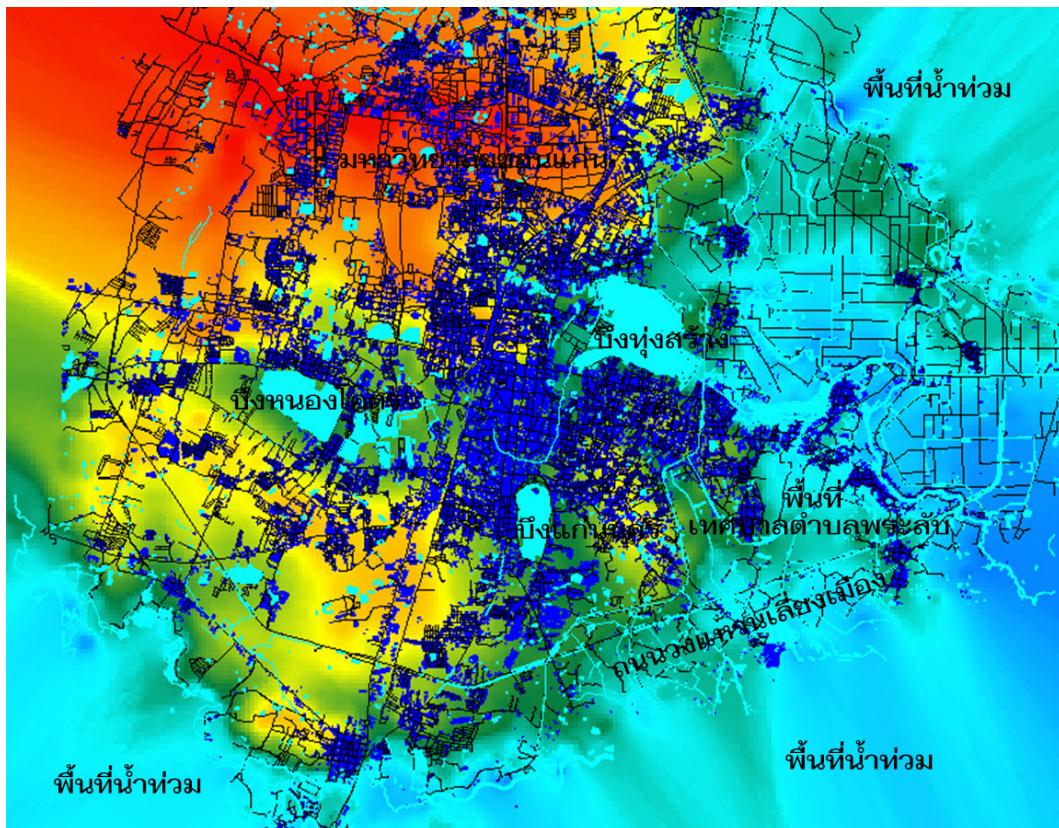 พื้นที่น้ำท่วม
มหาวิทยาลัยขอนแก่น
บึงทุ่งสร้าง
บึงหนองโคตร
พื้นที่
เทศบาลตำบลพระลับ
บึงแก่นนคร
ถนนวงแหวนเลี่ยงเมือง
พื้นที่น้ำท่วม
พื้นที่น้ำท่วม